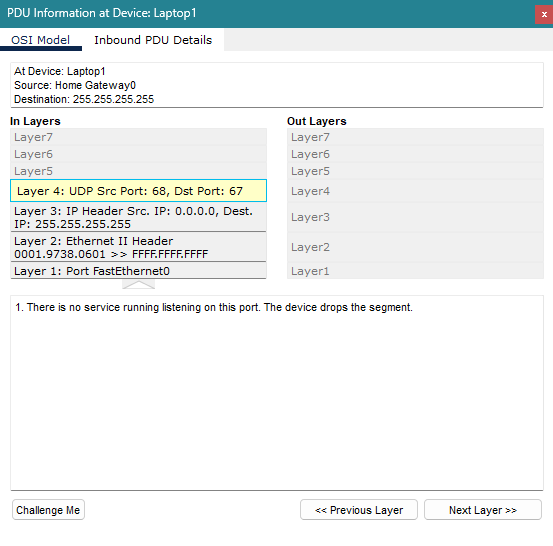 PDU Information at Device: Laptop1
x
OSI Model
Inbound PDU Details
At Device: Laptop1
Source: Home Gateway0
Destination: 255.255.255.255
In Layers
Layer7
Layer6
Layer5
Layer 4: UDP Src Port: 68, Dst Port: 67
Layer 3: IP Header Src. IP: 0.0.0.0, Dest.
IP: 255.255.255.255
Layer 2: Ethernet II Header
0001.9738.0601 >> FFFF.FFFF.FFFF
Layer 1: Port FastEthernet0
Out Layers
Layer7
Layer6
Layer5
Layer4
Layer3
Layer2
Layer1
1. There is no service running listening on this port. The device drops the segment.
Challenge Me
<< Previous Layer
Next Layer >>